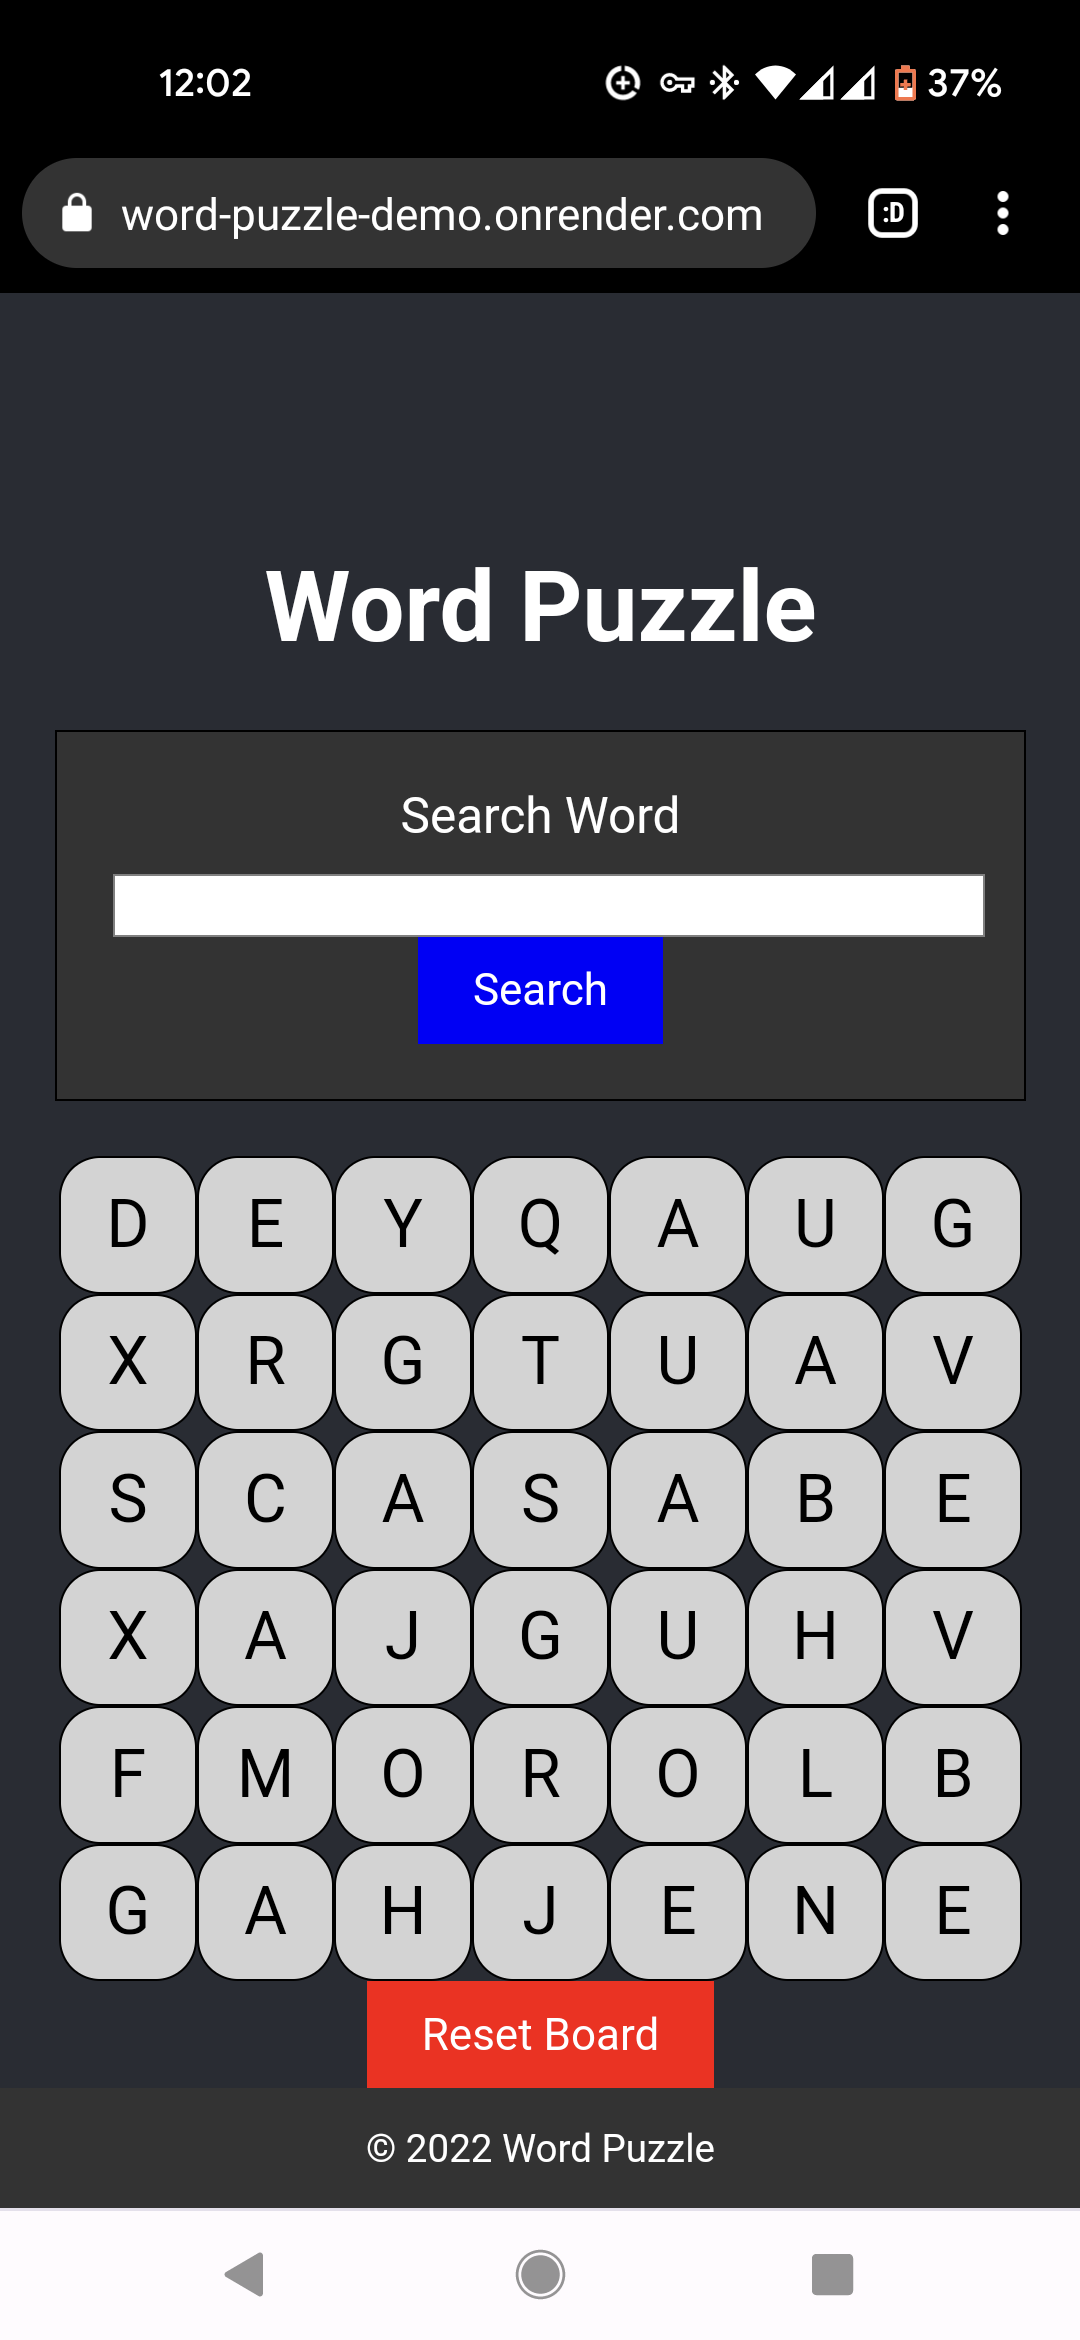 12:02 37%
word-puzzle-demo.onrender.com :D
Word Puzzle
Search Word
Search
D E Y Q A U G
X R G T U A V
S C A S A B E
X A J G U H V
F M O R O L B
G A H J E N E
Reset Board
© 2022 Word Puzzle